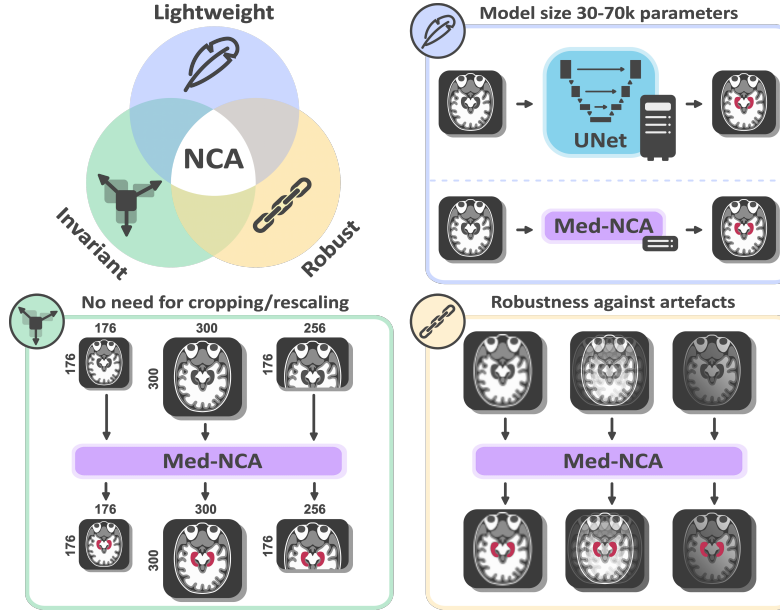 Lightweight
NCA
Invariant
Robust
Model size 30-70k parameters
UNet
Med-NCA
No need for cropping/rescaling
176
300
256
176
300
176
Med-NCA
176
300
256
176
300
176
Robustness against artefacts
Med-NCA